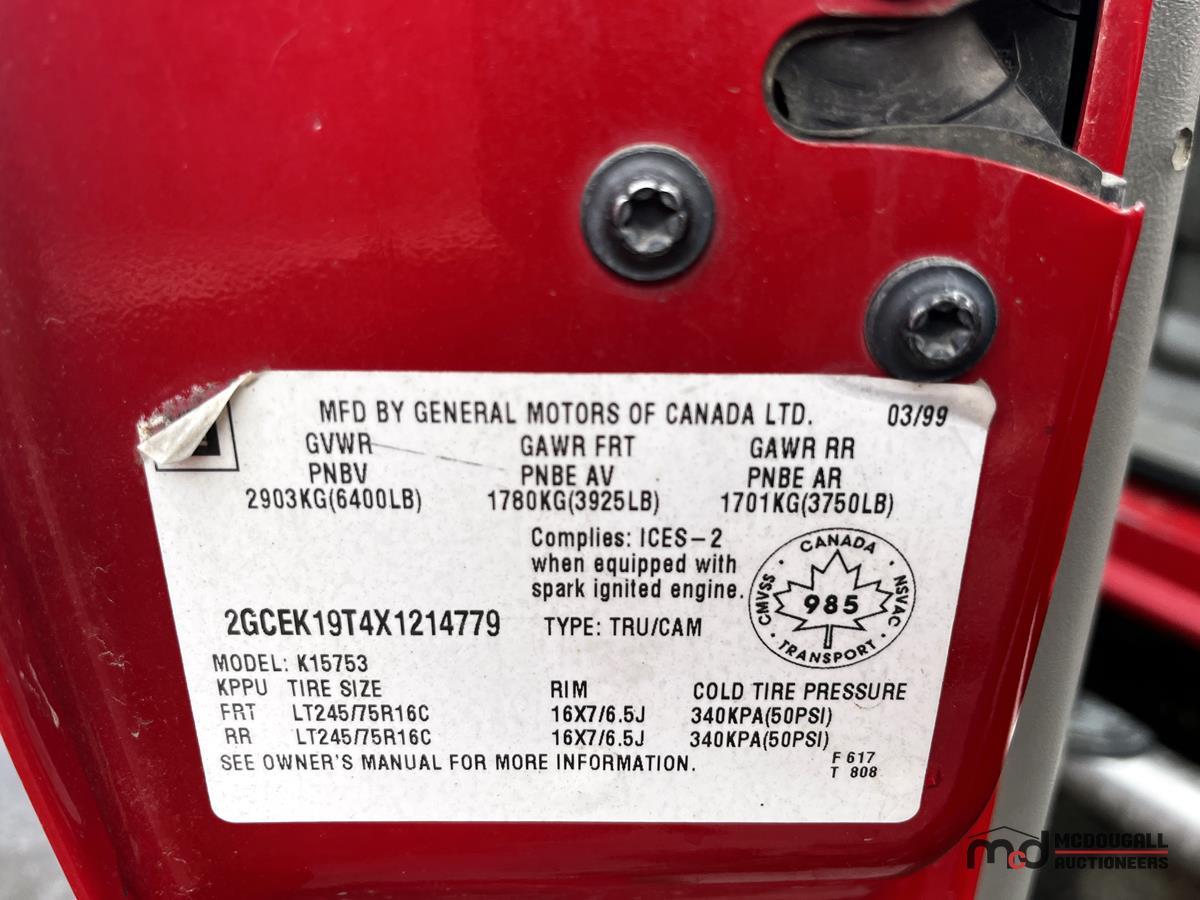 MFD BY GENERAL MOTORS OF CANADA LTD. 03/99
GVWR GAWR FRT GAWR RR
PNBV PNBE AV PNBE AR
2903KG(6400LB) 1780KG(3925LB) 1701KG(3750LB)
Complies: ICES-2
when equipped with
spark ignited engine.
CANADA
CMVSS · 985 · NSVAC
TRANSPORT
2GCEK19T4X1214779 TYPE: TRU/CAM
MODEL: K15753
KPPU TIRE SIZE RIM COLD TIRE PRESSURE
FRT LT245/75R16C 16X7/6.5J 340KPA(50PSI)
RR LT245/75R16C 16X7/6.5J 340KPA(50PSI)
SEE OWNER'S MANUAL FOR MORE INFORMATION.
F 617
T 808
mcd MCDOUGALL
AUCTIONEERS